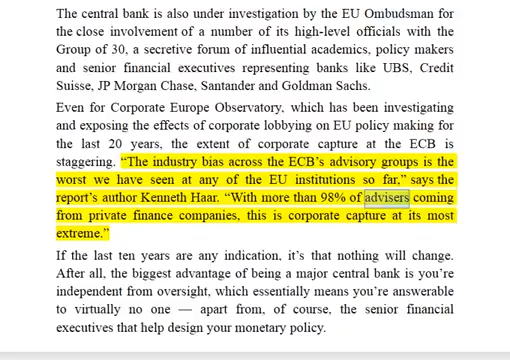 The central bank is also under investigation by the EU Ombudsman for
the close involvement of a number of its high-level officials with the
Group of 30, a secretive forum of influential academics, policy makers
and senior financial executives representing banks like UBS, Credit
Suisse, JP Morgan Chase, Santander and Goldman Sachs.
Even for Corporate Europe Observatory, which has been investigating
and exposing the effects of corporate lobbying on EU policy making for
the last 20 years, the extent of corporate capture at the ECB is
staggering. “The industry bias across the ECB’s advisory groups is the
worst we have seen at any of the EU institutions so far,” says the
report’s author Kenneth Haar. “With more than 98% of advisers coming
from private finance companies, this is corporate capture at its most
extreme.”
If the last ten years are any indication, it’s that nothing will change.
After all, the biggest advantage of being a major central bank is you’re
independent from oversight, which essentially means you’re answerable
to virtually no one — apart from, of course, the senior financial
executives that help design your monetary policy.